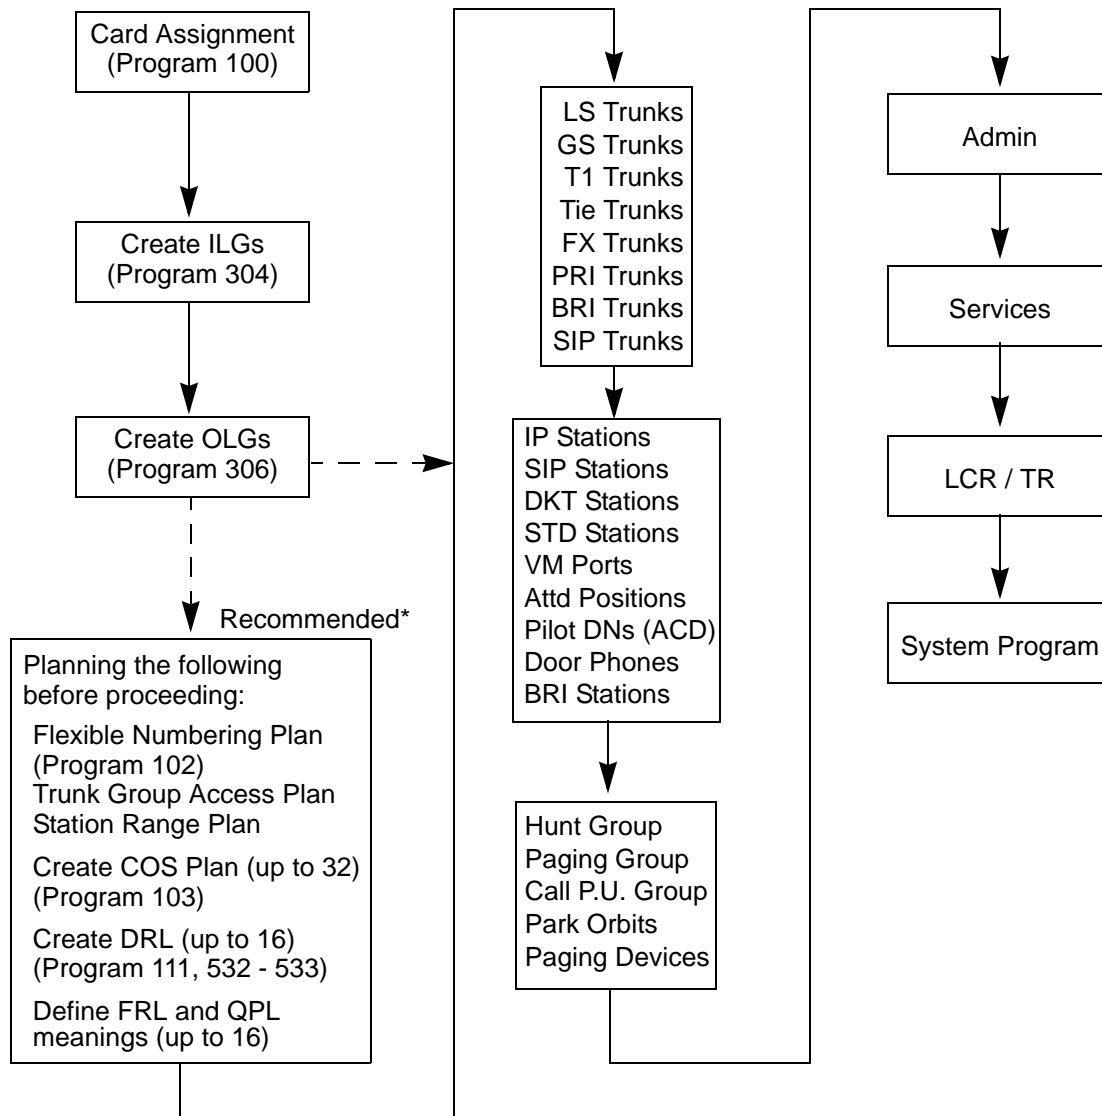 Card Assignment
(Program 100)
Create ILGs
(Program 304)
Create OLGs
(Program 306)
Recommended*
Planning the following
before proceeding:
Flexible Numbering Plan
(Program 102)
Trunk Group Access Plan
Station Range Plan
Create COS Plan (up to 32)
(Program 103)
Create DRL (up to 16)
(Program 111, 532 - 533)
Define FRL and QPL
meanings (up to 16)
LS Trunks
GS Trunks
T1 Trunks
Tie Trunks
FX Trunks
PRI Trunks
BRI Trunks
SIP Trunks
IP Stations
SIP Stations
DKT Stations
STD Stations
VM Ports
Attd Positions
Pilot DNs (ACD)
Door Phones
BRI Stations
Hunt Group
Paging Group
Call P.U. Group
Park Orbits
Paging Devices
Admin
Services
LCR / TR
System Program